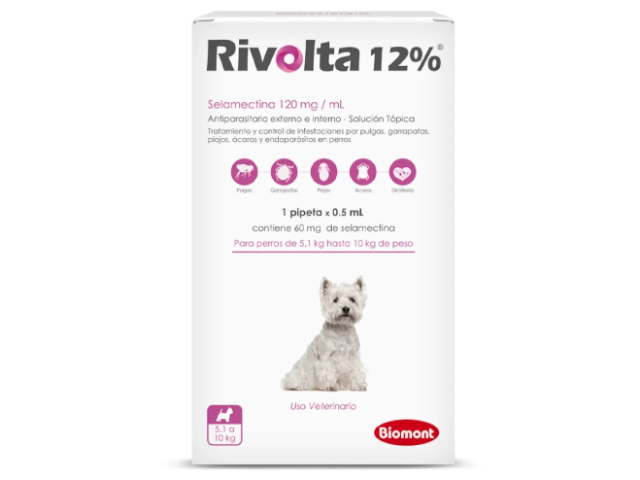 Rivolta 12%®
Selamectina 120 mg / mL
Antiparasitario externo e interno - Solución Tópica
Tratamiento y control de infestaciones por pulgas, garrapatas,
piojos, ácaros y endoparásitos en perros
Pulgas Garrapatas Piojos Ácaros
1 pipeta x 0.5 mL
contiene 60 mg de selamectina
Para perros de 5,1 kg hasta 10 kg de peso
Uso Veterinario
5,1 a
10 kg
Biomont